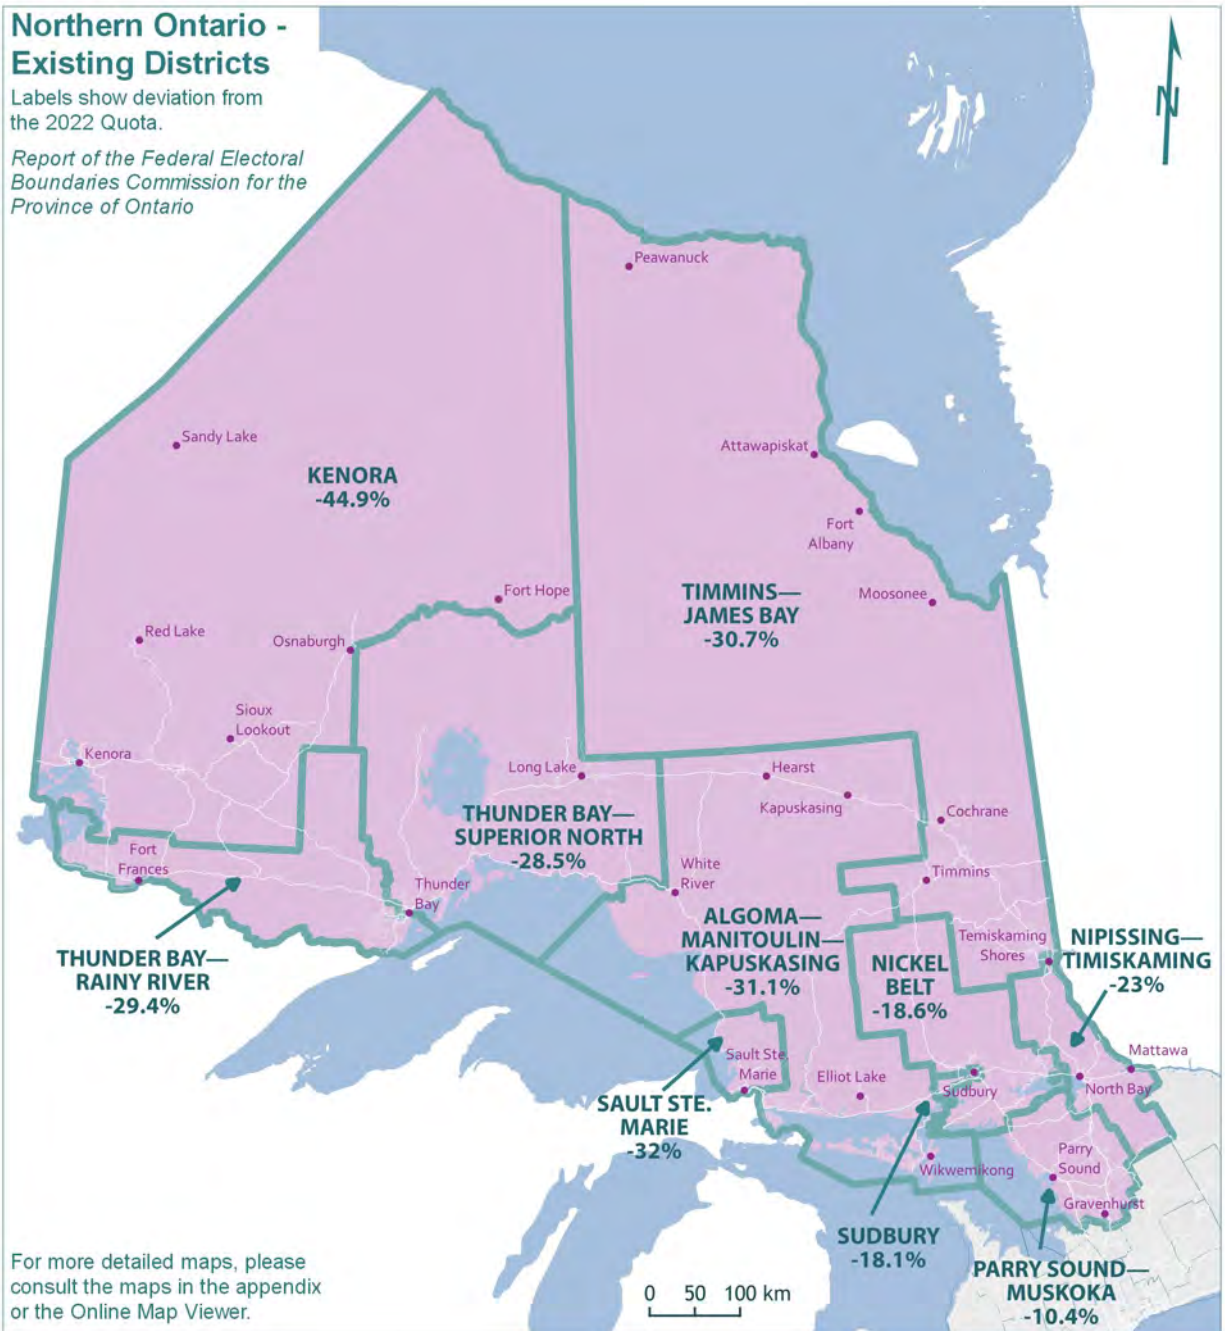 Northern Ontario -
Existing Districts
Labels show deviation from
the 2022 Quota.
Report of the Federal Electoral
Boundaries Commission for the
Province of Ontario
N
Peawanuck
Sandy Lake
KENORA
-44.9%
Attawapiskat
Fort
Albany
Fort Hope
TIMMINS—
JAMES BAY
-30.7%
Moosonee
Red Lake
Osnaburgh
Sioux
Lookout
Kenora
Long Lake
Hearst
Kapuskasing
Cochrane
THUNDER BAY—
SUPERIOR NORTH
-28.5%
Fort
Frances
White
River
Timmins
Thunder
Bay
ALGOMA—
MANITOULIN—
KAPUSKASING
-31.1%
Temiskaming
Shores
NIPISSING—
TIMISKAMING
-23%
THUNDER BAY—
RAINY RIVER
-29.4%
NICKEL
BELT
-18.6%
Sault Ste.
Marie
Elliot Lake
Sudbury
Mattawa
North Bay
SAULT STE.
MARIE
-32%
Wikwemikong
Parry
Sound
Gravenhurst
SUDBURY
-18.1%
PARRY SOUND—
MUSKOKA
-10.4%
For more detailed maps, please
consult the maps in the appendix
or the Online Map Viewer.
0 50 100 km